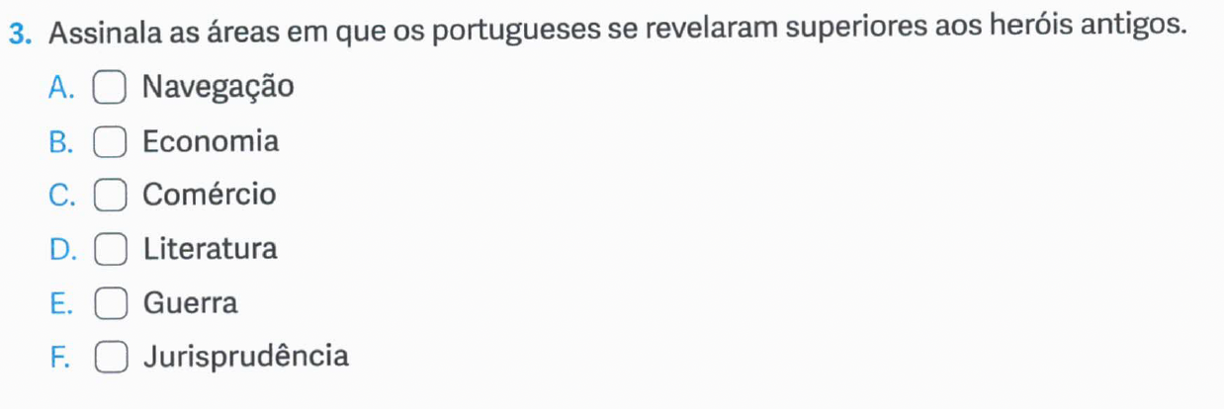 3. Assinala as áreas em que os portugueses se revelaram superiores aos heróis antigos.
A. Navegação
B. Economia
C. Comércio
D. Literatura
E. Guerra
F. Jurisprudência